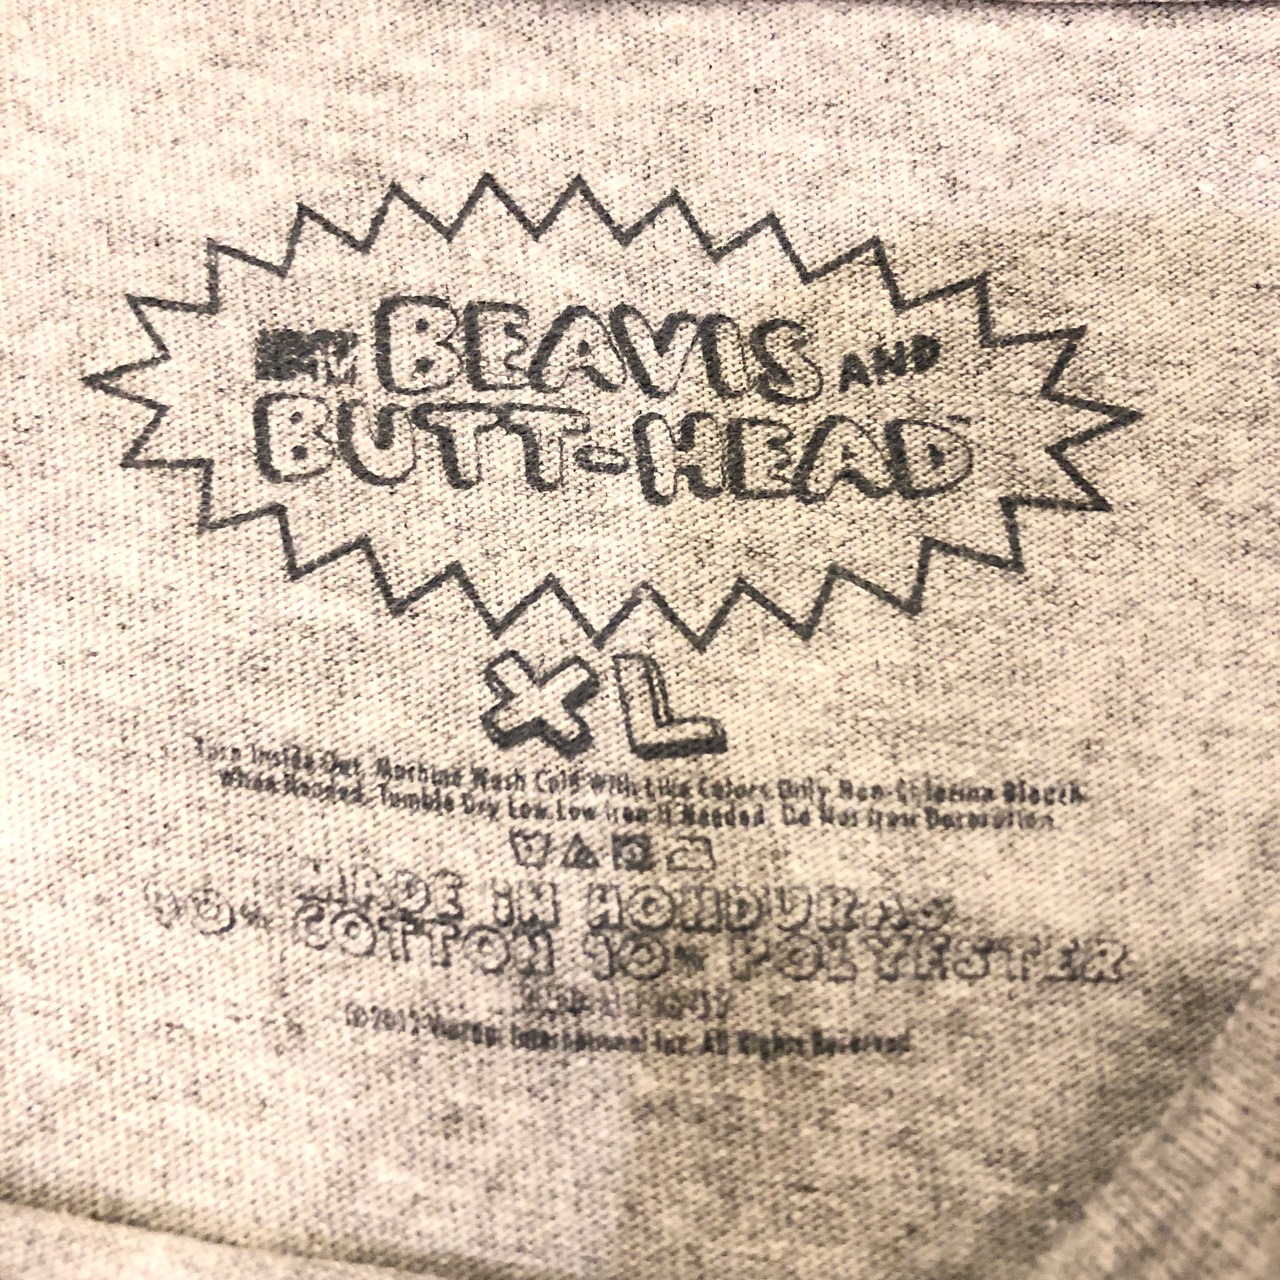 MTV BEAVIS AND
BUTT-HEAD
XL
Turn Inside Out, Machine Wash Cold With Like Colors Only Non-Chlorine Bleach
When Needed, Tumble Dry Low, Low Iron If Needed, Do Not Iron Decoration
MADE IN HONDURAS
90% COTTON 10% POLYESTER
Viacom International Inc. All Rights Reserved.